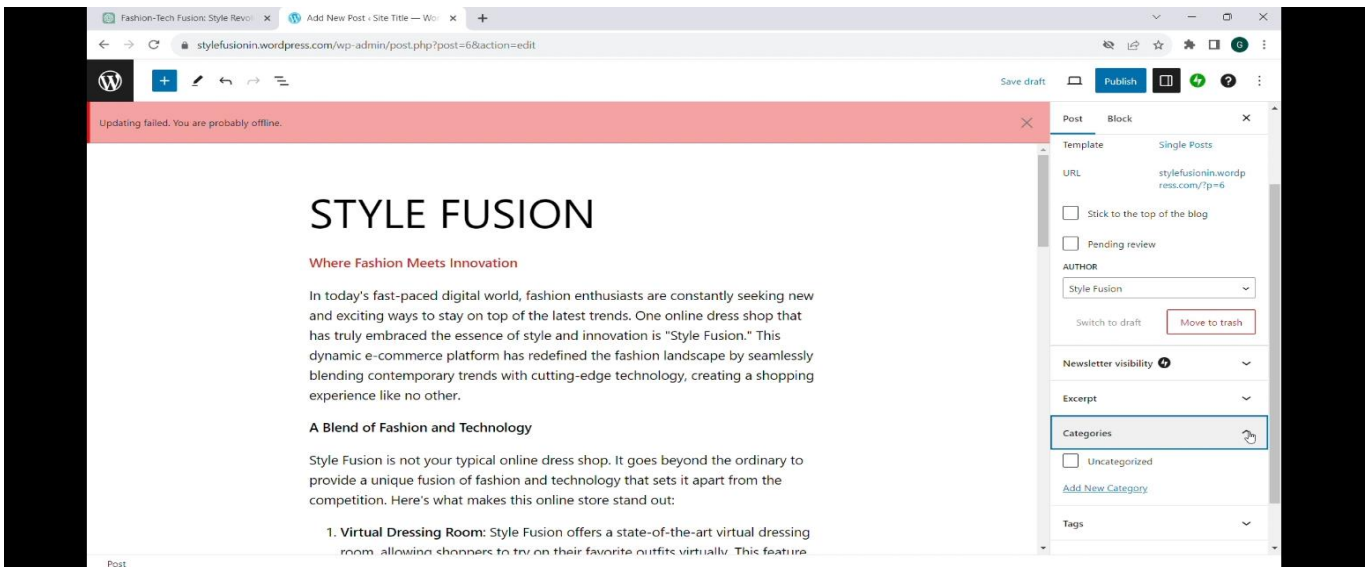 Fashion-Tech Fusion: Style Revol
Add New Post ‹ Site Title — Wor
stylefusionin.wordpress.com/wp-admin/post.php?post=6&action=edit
G
Save draft
Publish
Updating failed. You are probably offline.
Post Block
Template Single Posts
URL stylefusionin.wordp
ress.com/?p=6
Stick to the top of the blog
Pending review
AUTHOR
Style Fusion
Switch to draft Move to trash
Newsletter visibility
Excerpt
Categories
Uncategorized
Add New Category
Tags
STYLE FUSION
Where Fashion Meets Innovation
In today's fast-paced digital world, fashion enthusiasts are constantly seeking new
and exciting ways to stay on top of the latest trends. One online dress shop that
has truly embraced the essence of style and innovation is "Style Fusion." This
dynamic e-commerce platform has redefined the fashion landscape by seamlessly
blending contemporary trends with cutting-edge technology, creating a shopping
experience like no other.
A Blend of Fashion and Technology
Style Fusion is not your typical online dress shop. It goes beyond the ordinary to
provide a unique fusion of fashion and technology that sets it apart from the
competition. Here's what makes this online store stand out:
1. Virtual Dressing Room: Style Fusion offers a state-of-the-art virtual dressing
room, allowing shoppers to try on their favorite outfits virtually. This feature
Post